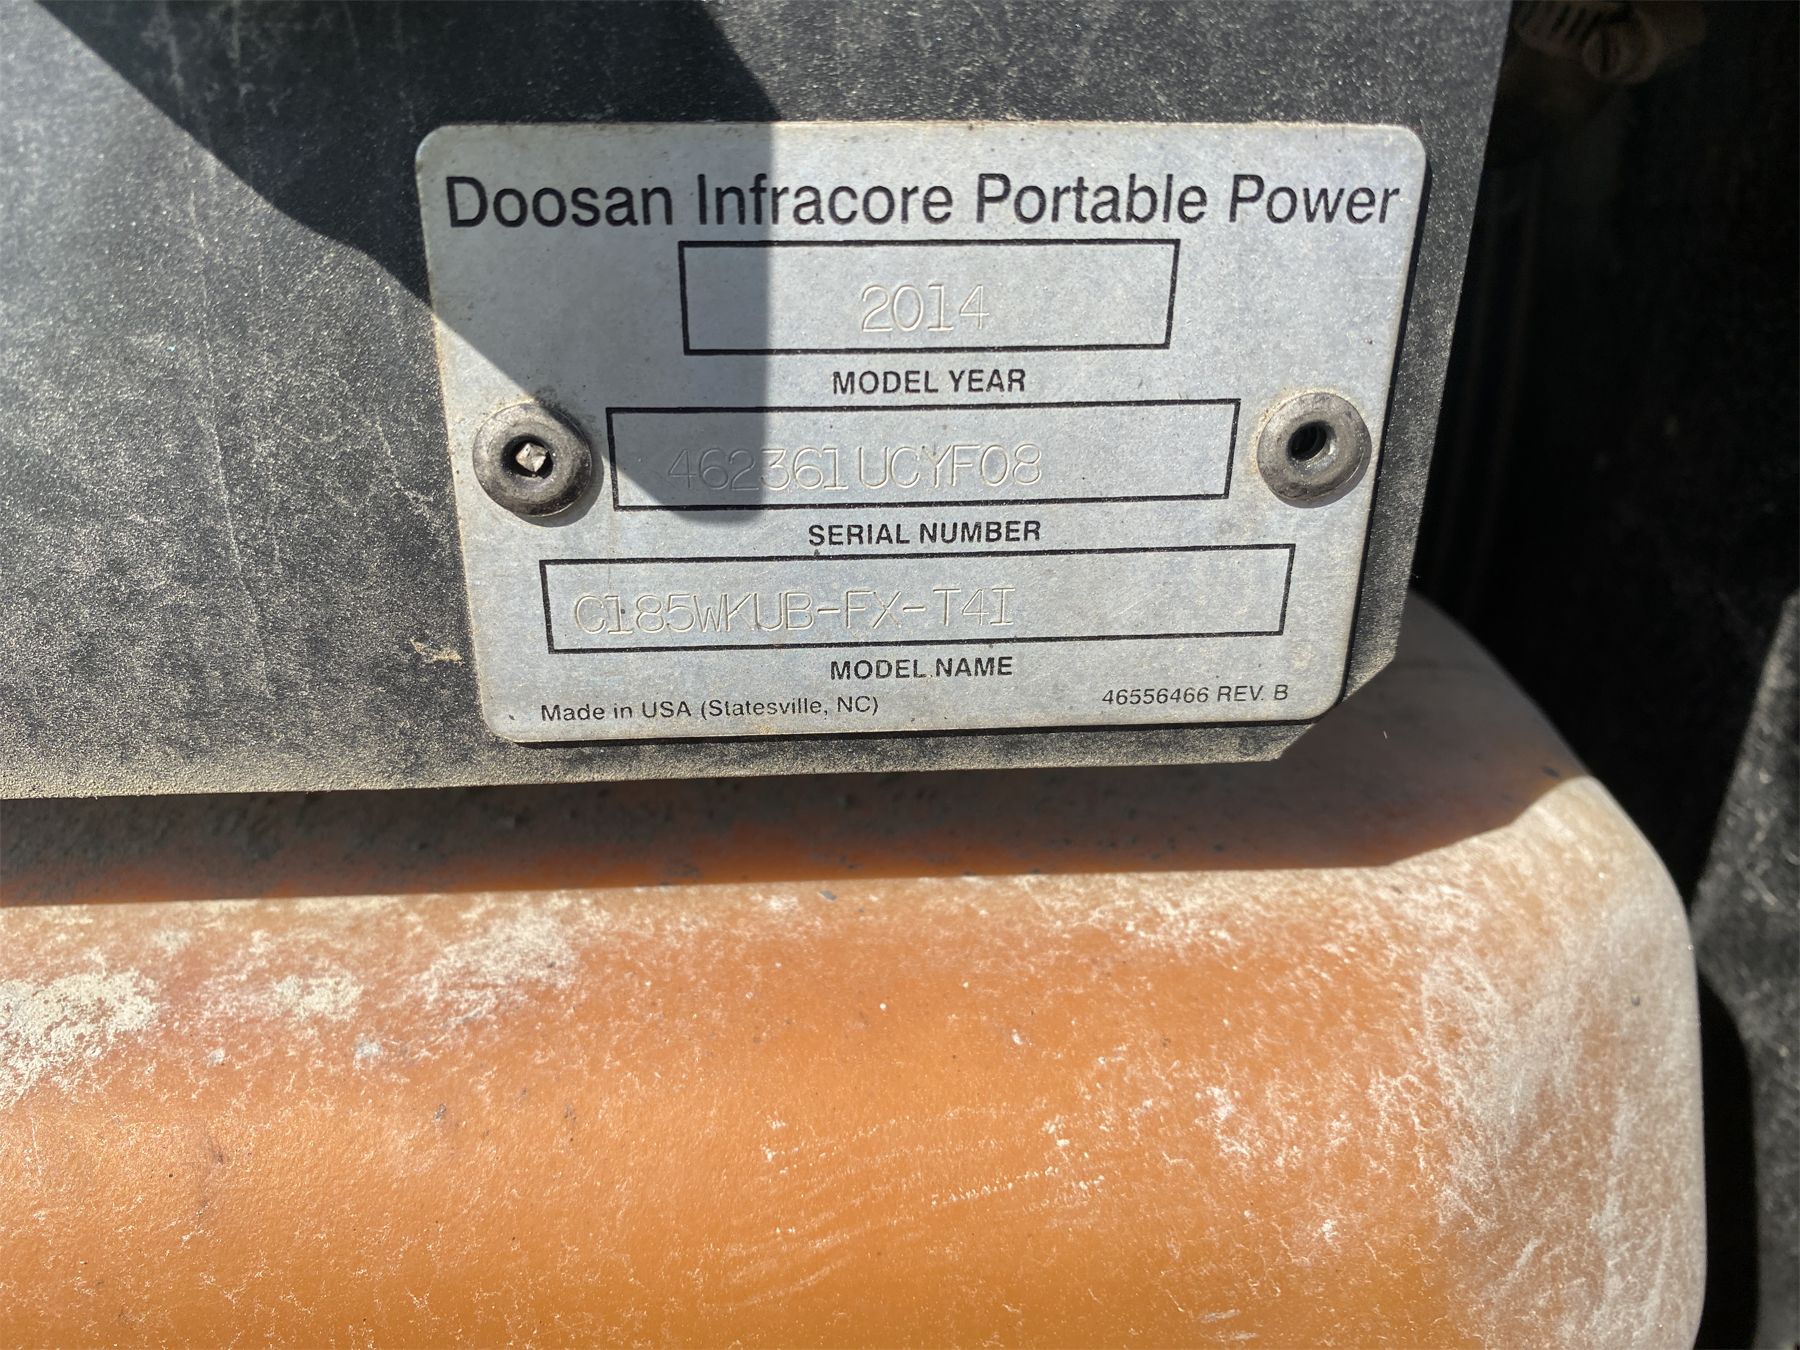 Doosan Infracore Portable Power
2014
MODEL YEAR
462361UCYF08
SERIAL NUMBER
C185WKUB-FX-T4I
MODEL NAME
Made in USA (Statesville, NC)
46556466 REV. B